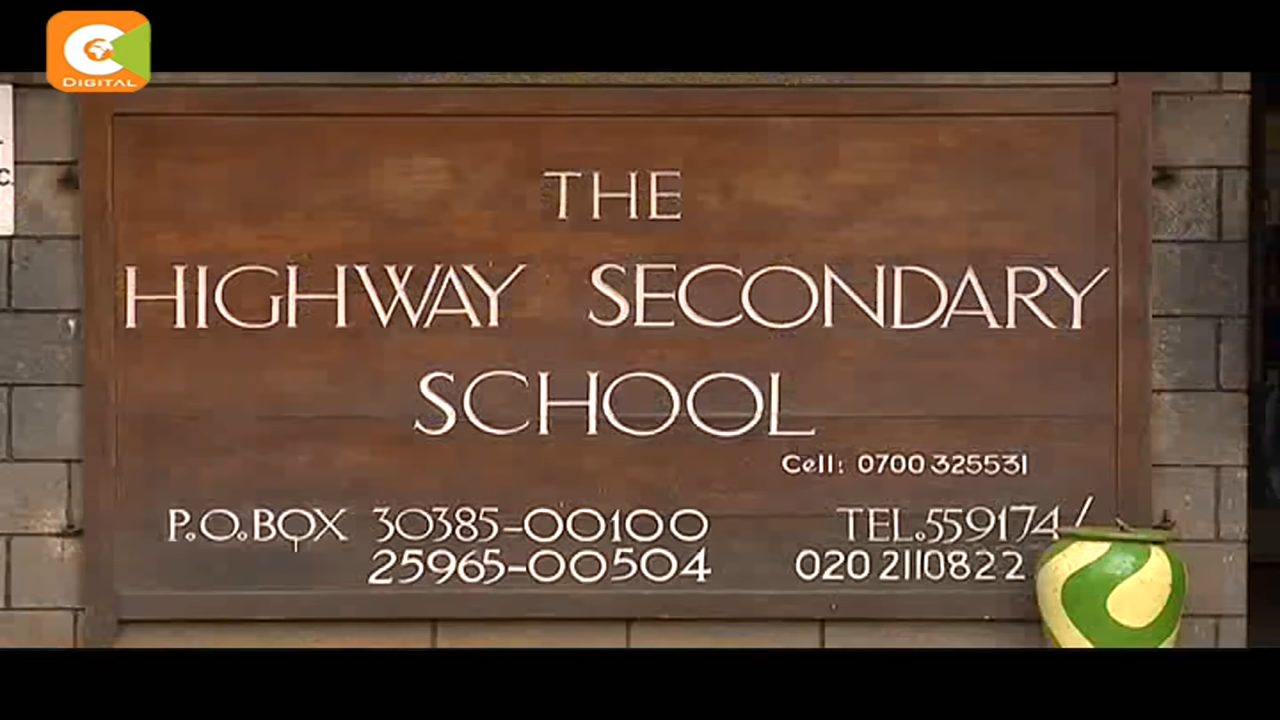 DIGITAL
C.
THE
HIGHWAY SECONDARY
SCHOOL
Cell: 0700 325531
P.O.BOX 30385-00100
25965-00504
TEL.559174/
020 2110822